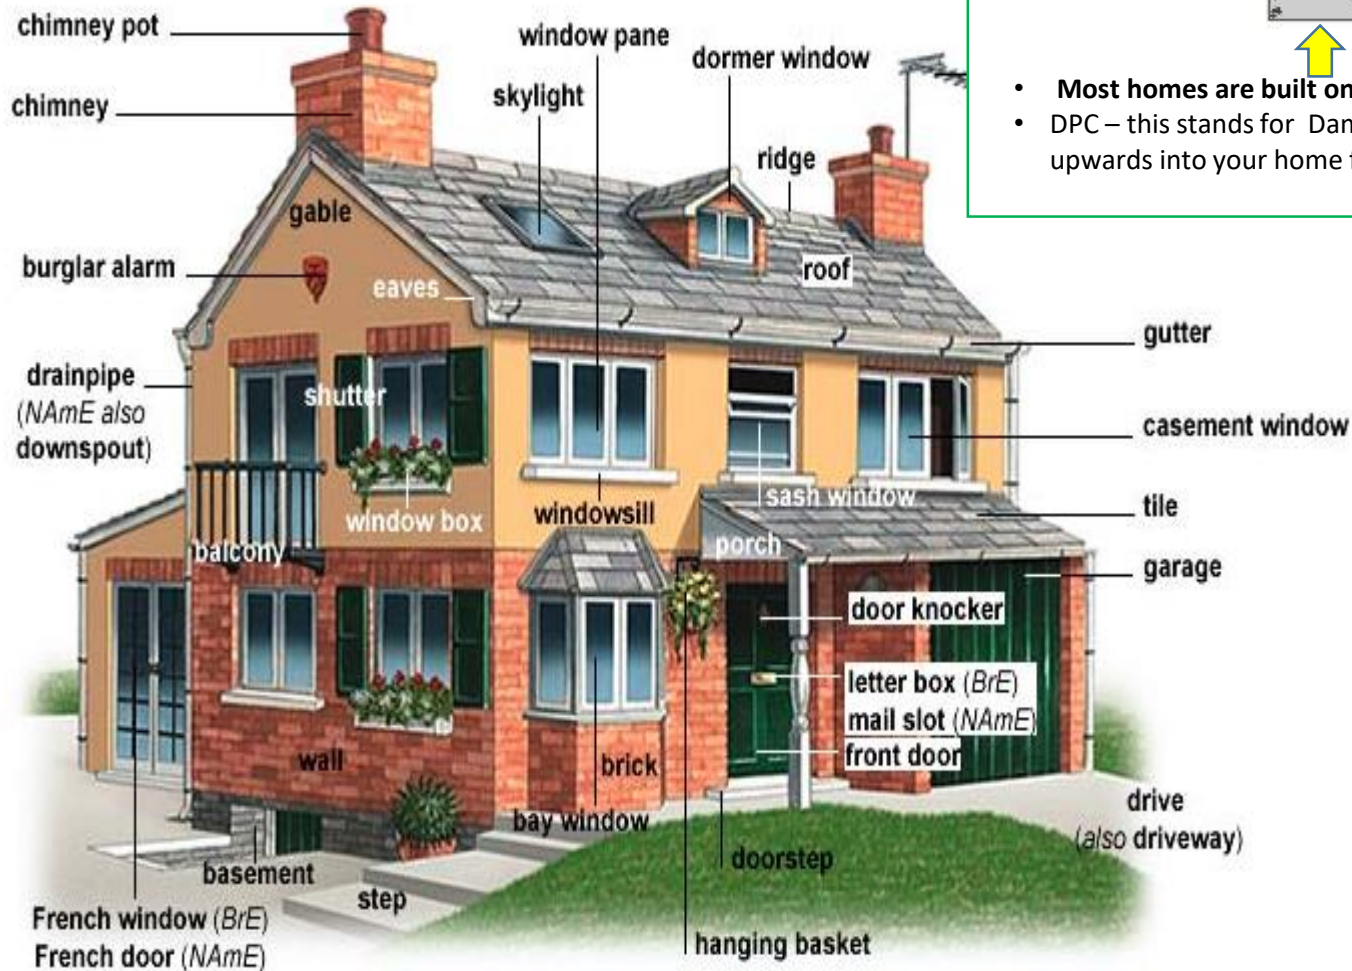 chimney pot
chimney
window pane
skylight
dormer window
ridge
gable
burglar alarm
eaves
roof
gutter
drainpipe
(NAmE also
downspout)
shutter
casement window
window box
windowsill
sash window
tile
balcony
porch
garage
door knocker
letter box (BrE)
mail slot (NAmE)
front door
wall
brick
bay window
drive
(also driveway)
doorstep
basement
step
French window (BrE)
French door (NAmE)
hanging basket
• Most homes are built on
• DPC – this stands for
upwards into your home